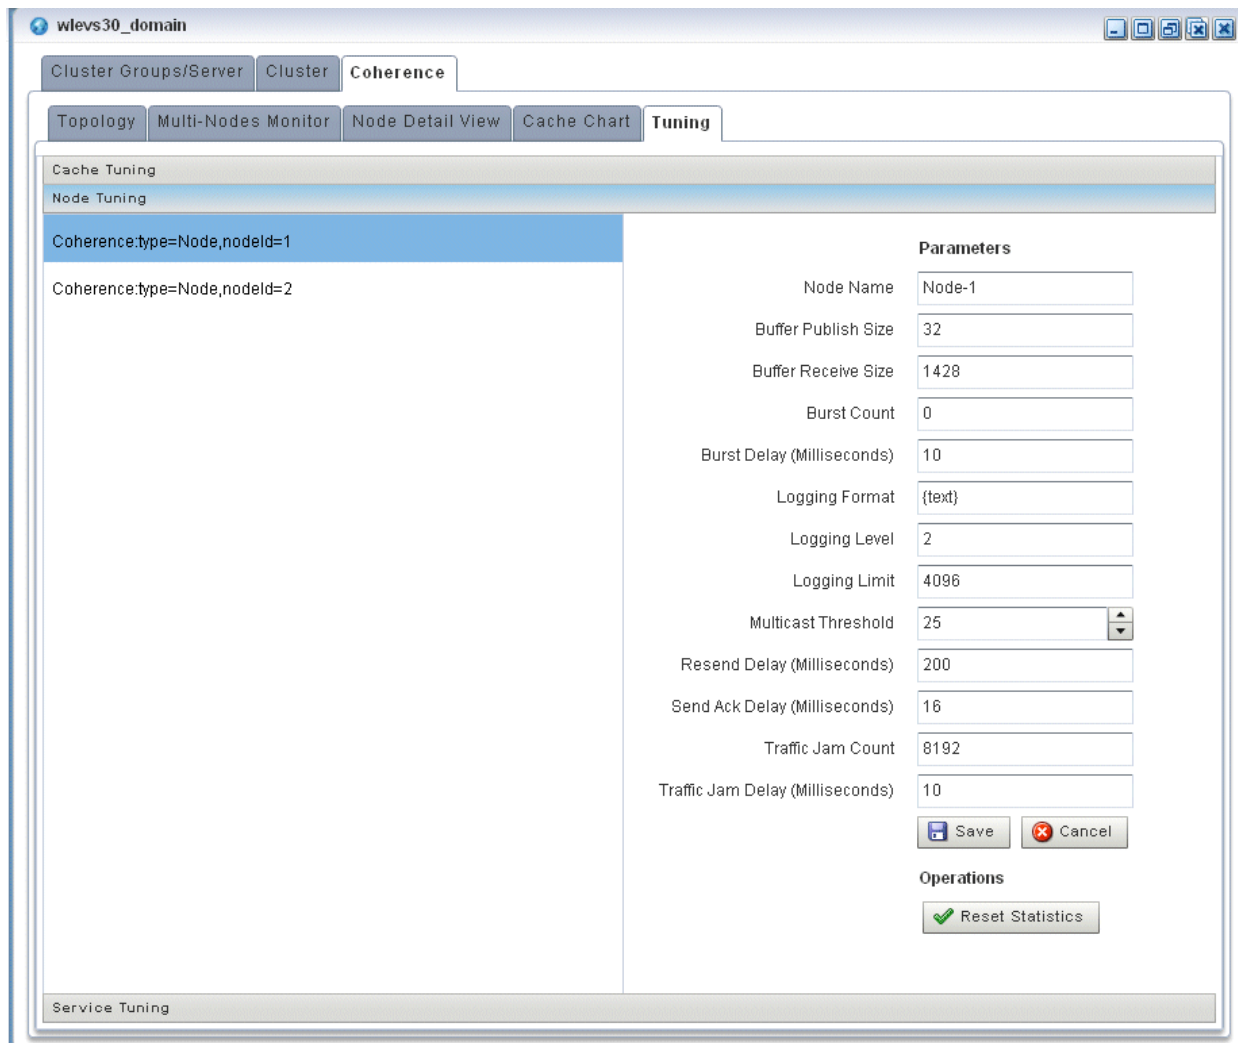 wlevs30_domain
Cluster Groups/Server Cluster Coherence
Topology Multi-Nodes Monitor Node Detail View Cache Chart Tuning
Cache Tuning
Node Tuning
Coherence:type=Node,nodeId=1
Coherence:type=Node,nodeId=2
Parameters
Node Name Node-1
Buffer Publish Size 32
Buffer Receive Size 1428
Burst Count 0
Burst Delay (Milliseconds) 10
Logging Format {text}
Logging Level 2
Logging Limit 4096
Multicast Threshold 25
Resend Delay (Milliseconds) 200
Send Ack Delay (Milliseconds) 16
Traffic Jam Count 8192
Traffic Jam Delay (Milliseconds) 10
Save Cancel
Operations
Reset Statistics
Service Tuning